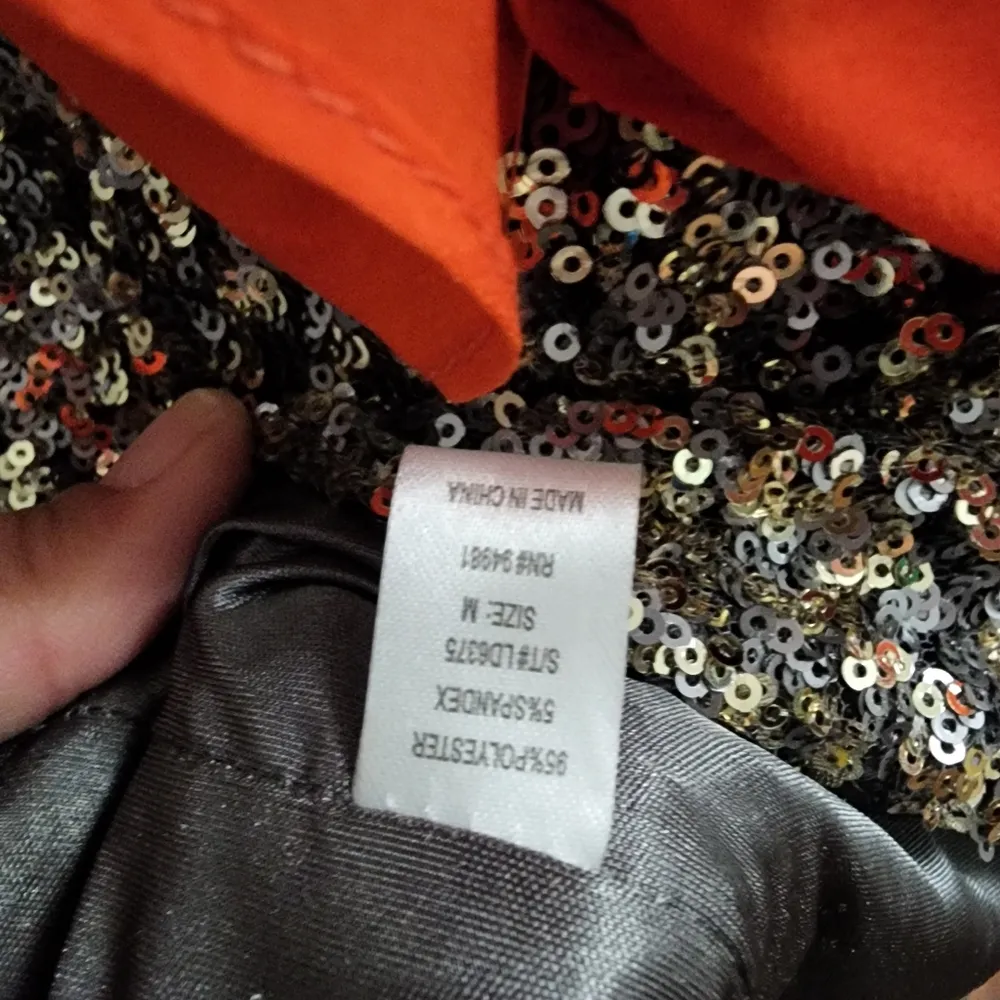 95%POLYESTER
5%SPANDEX
S/T#LD6375
SIZE: M
RN#94981
MADE IN CHINA